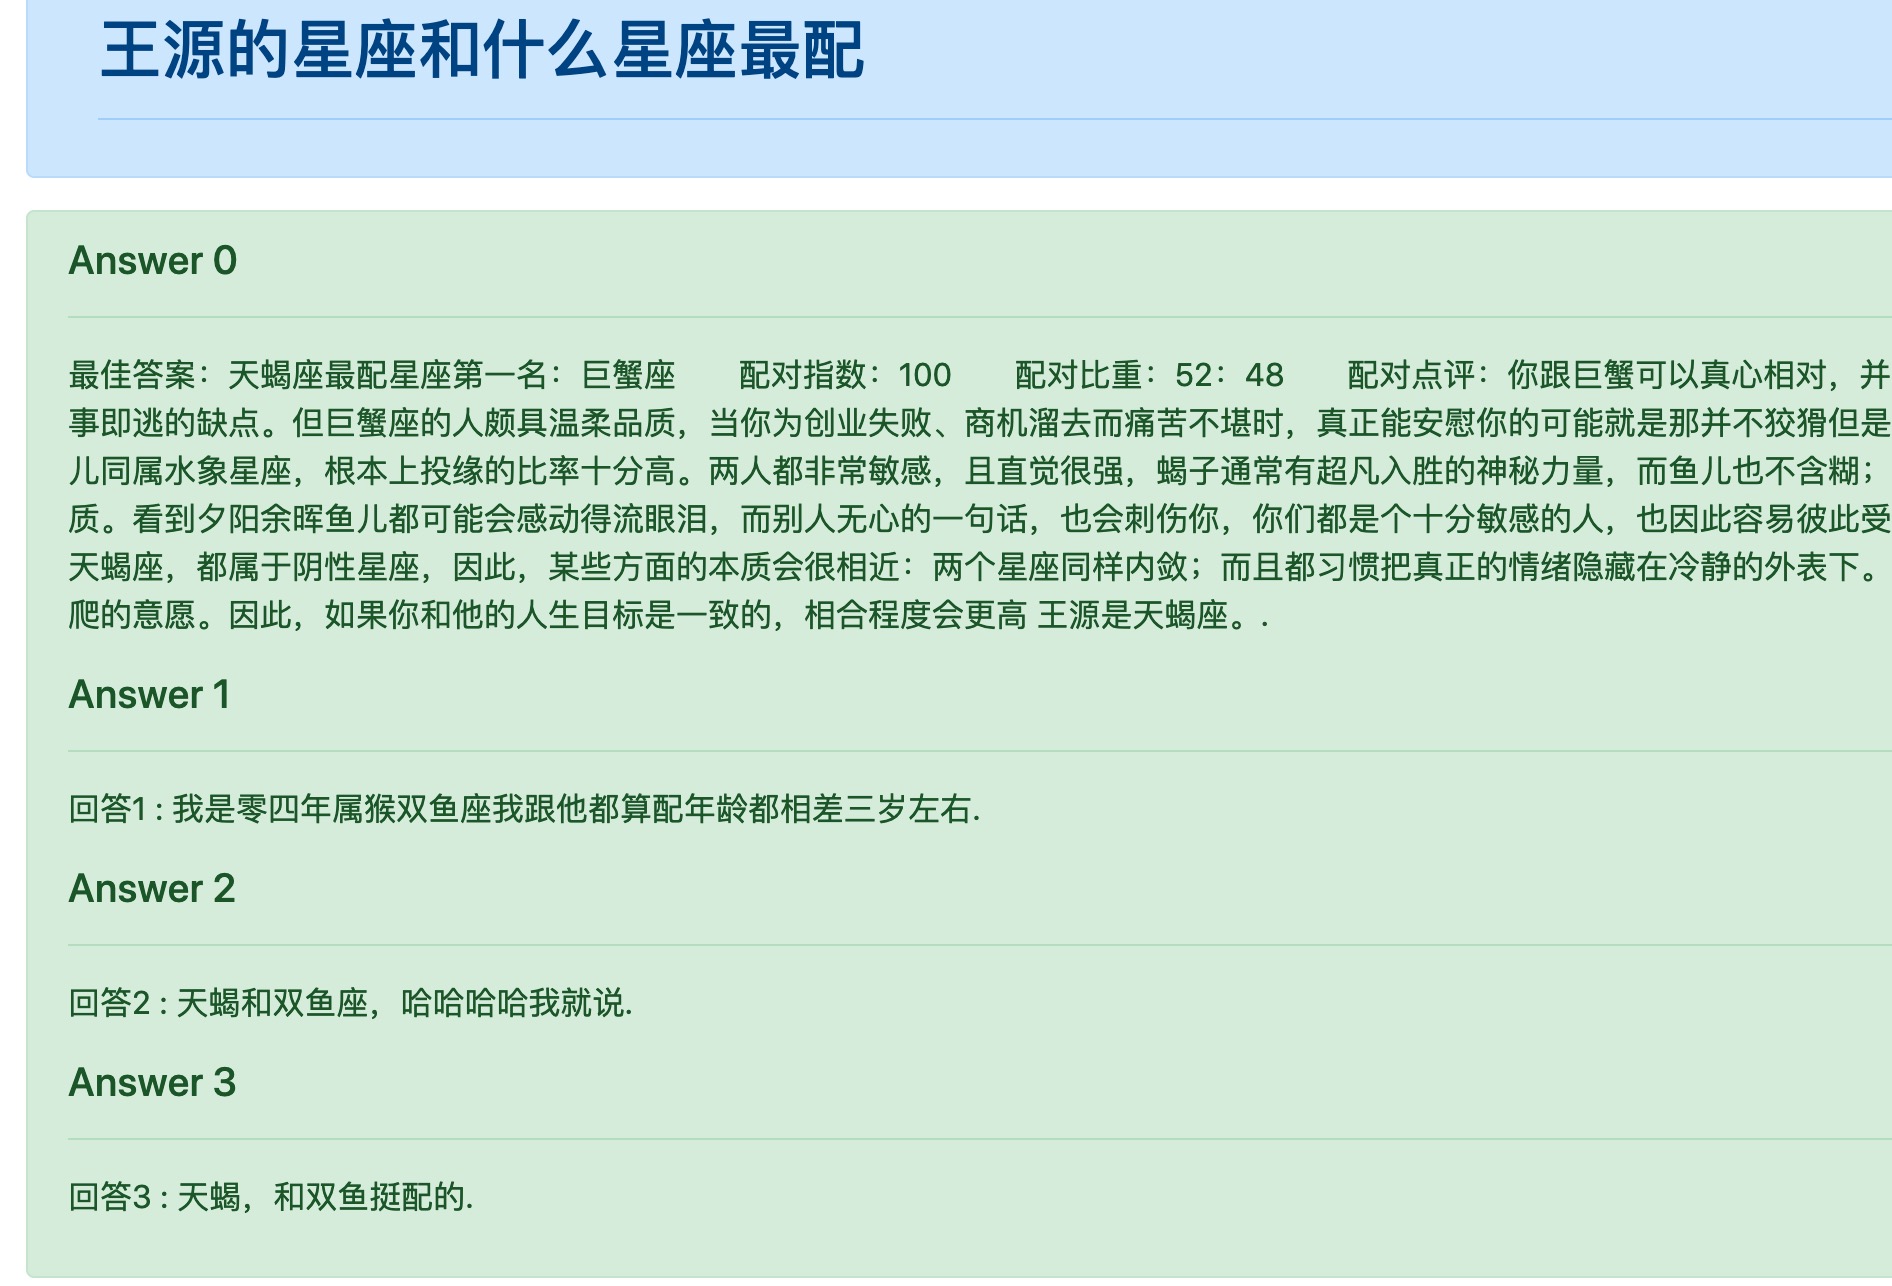 王源的星座和什么星座最配
Answer 0
最佳答案：天蝎座最配星座第一名：巨蟹座　　配对指数：100　　配对比重：52：48　　配对点评：你跟巨蟹可以真心相对，并
事即逃的缺点。但巨蟹座的人颇具温柔品质，当你为创业失败、商机溜去而痛苦不堪时，真正能安慰你的可能就是那并不狡猾但是
儿同属水象星座，根本上投缘的比率十分高。两人都非常敏感，且直觉很强，蝎子通常有超凡入胜的神秘力量，而鱼儿也不含糊；
质。看到夕阳余晖鱼儿都可能会感动得流眼泪，而别人无心的一句话，也会刺伤你，你们都是个十分敏感的人，也因此容易彼此受
天蝎座，都属于阴性星座，因此，某些方面的本质会很相近：两个星座同样内敛；而且都习惯把真正的情绪隐藏在冷静的外表下。
爬的意愿。因此，如果你和他的人生目标是一致的，相合程度会更高 王源是天蝎座。.
Answer 1
回答1 : 我是零四年属猴双鱼座我跟他都算配年龄都相差三岁左右.
Answer 2
回答2 : 天蝎和双鱼座，哈哈哈哈我就说.
Answer 3
回答3 : 天蝎，和双鱼挺配的.